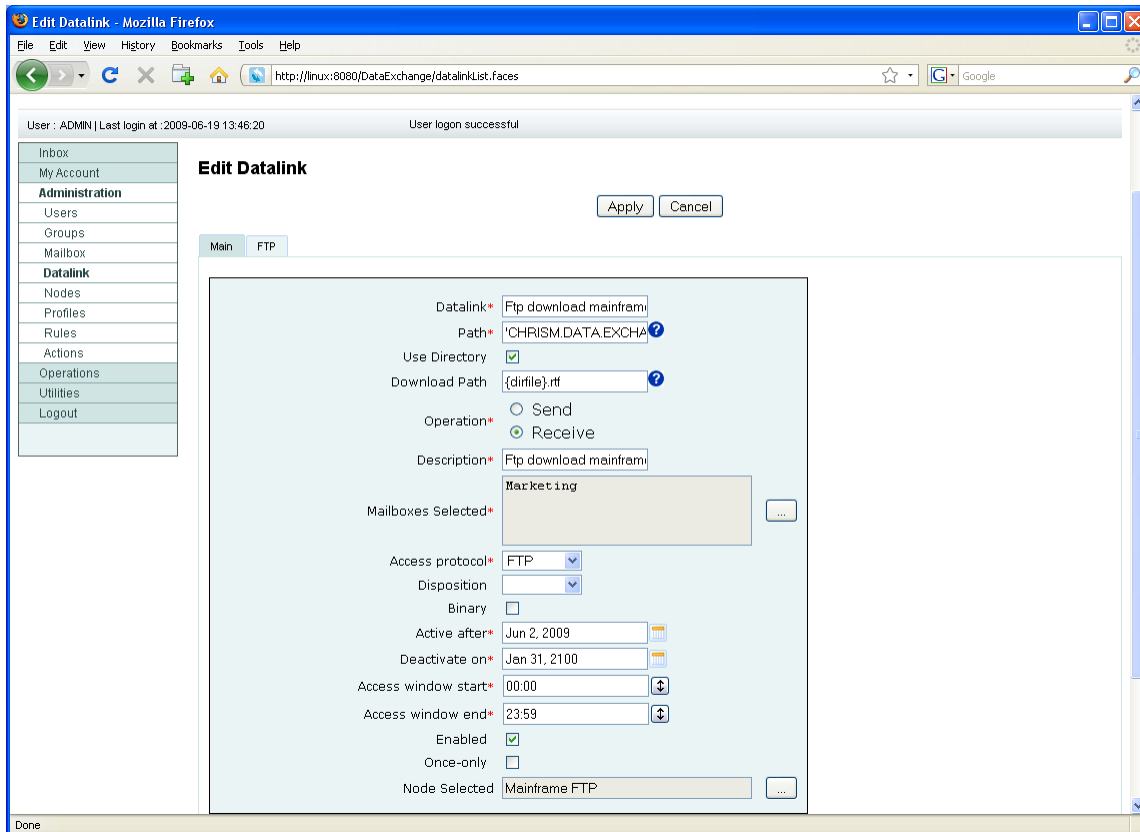 Edit Datalink - Mozilla Firefox
File Edit View History Bookmarks Tools Help
http://linux:8080/DataExchange/datalinkList.faces
G Google
User : ADMIN | Last login at :2009-06-19 13:46:20 User logon successful
Inbox
My Account
Administration
Users
Groups
Mailbox
Datalink
Nodes
Profiles
Rules
Actions
Operations
Utilities
Logout
Edit Datalink
Apply Cancel
Main FTP
Datalink* Ftp download mainframe
Path* 'CHRISM.DATA.EXCHA ?
Use Directory
Download Path {dirfile}.rtf ?
Operation* Send
Receive
Description* Ftp download mainframe
Mailboxes Selected* Marketing ...
Access protocol* FTP
Disposition
Binary
Active after* Jun 2, 2009
Deactivate on* Jan 31, 2100
Access window start* 00:00
Access window end* 23:59
Enabled
Once-only
Node Selected Mainframe FTP ...
Done